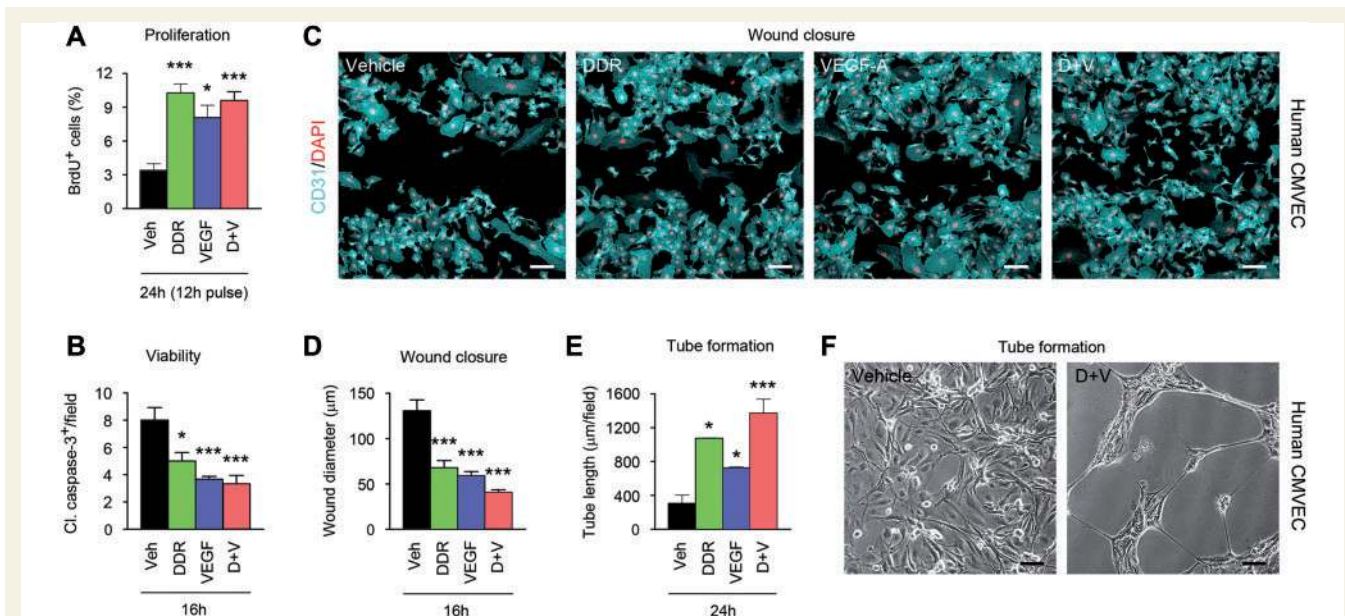 A
Proliferation
12
9
6
3
0
BrdU⁺ cells (%)
***
*
***
Veh
DDR
VEGF
D+V
24h (12h pulse)
C
Wound closure
CD31/DAPI
Vehicle
DDR
VEGF-A
D+V
Human CMVEC
B
Viability
10
8
6
4
2
0
Cl. caspase-3⁺/field
*
***
***
Veh
DDR
VEGF
D+V
16h
D
Wound closure
150
100
50
0
Wound diameter (µm)
***
***
***
Veh
DDR
VEGF
D+V
16h
E
Tube formation
1600
1200
800
400
0
Tube length (µm/field)
*
*
***
Veh
DDR
VEGF
D+V
24h
F
Tube formation
Vehicle
D+V
Human CMVEC